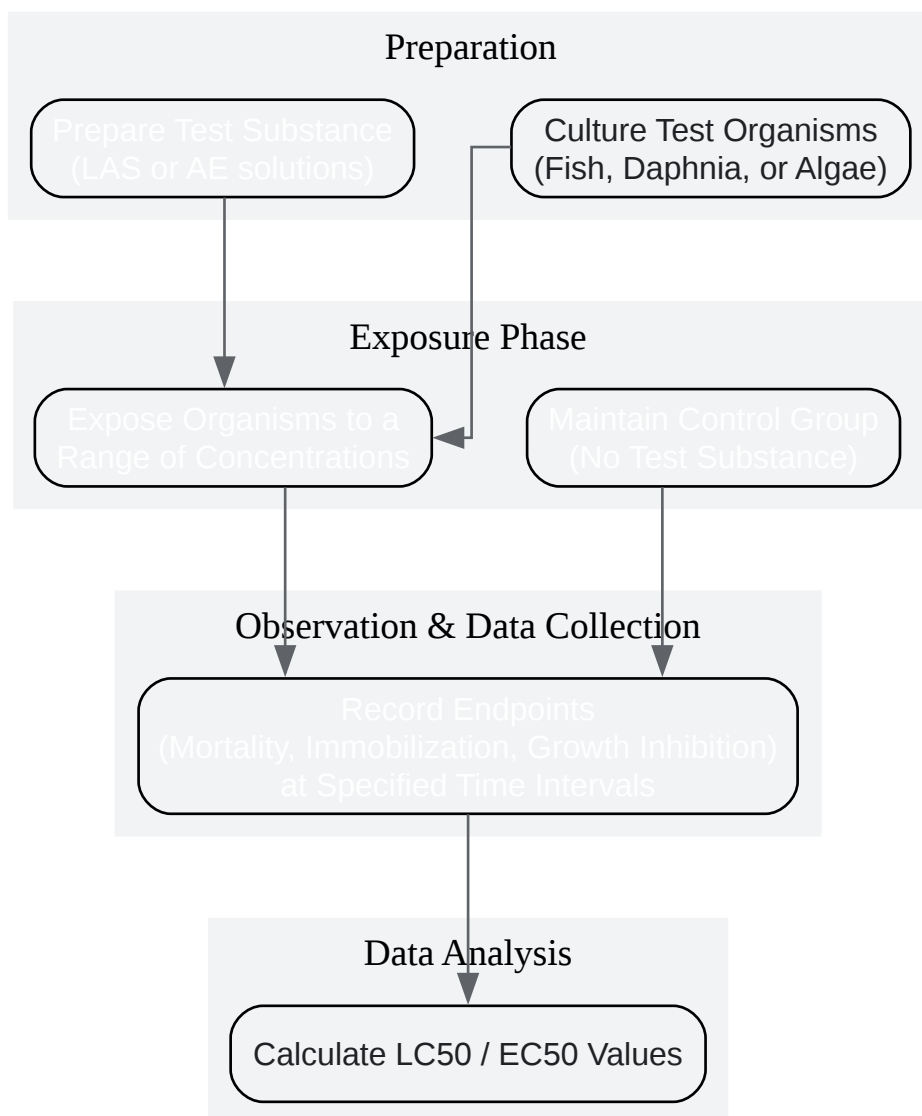 Preparation
Prepare Test Substance
(LAS or AE solutions)
Culture Test Organisms
(Fish, Daphnia, or Algae)
Exposure Phase
Expose Organisms to a
Range of Concentrations
Maintain Control Group
(No Test Substance)
Observation & Data Collection
Record Endpoints
(Mortality, Immobilization, Growth Inhibition)
at Specified Time Intervals
Data Analysis
Calculate LC50 / EC50 Values